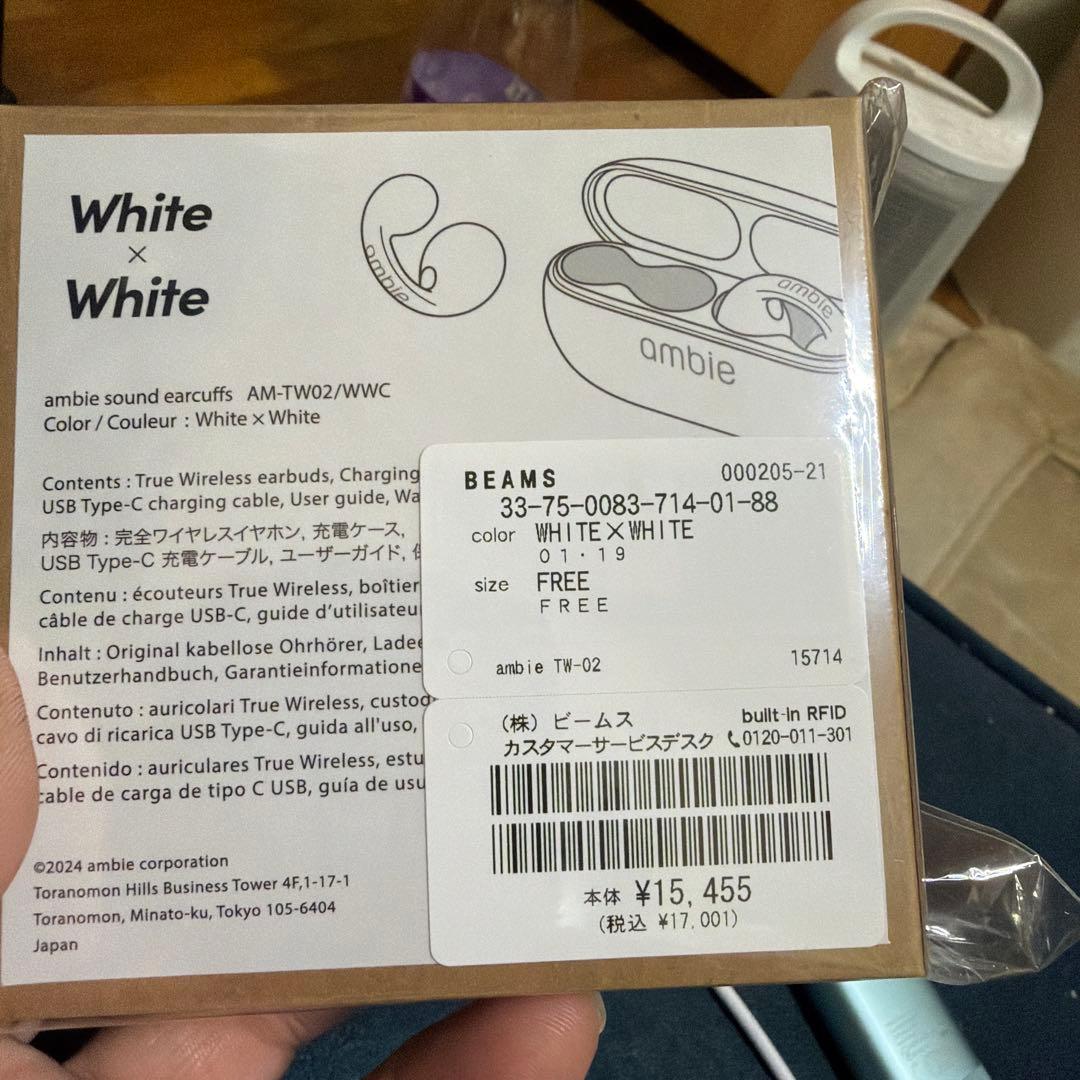 White
×
White
ambie
ambie
ambie
ambie sound earcuffs AM-TW02/WWC
Color / Couleur : White × White
Contents : True Wireless earbuds, Charging
USB Type-C charging cable, User guide,
内容物 : 完全ワイヤレスイヤホン, 充電ケース,
USB Type-C 充電ケーブル, ユーザーガイド,
Contenu : écouteurs True Wireless, boîtier
câble de charge USB-C, guide d’utilisateu
Inhalt : Original kabellose Ohrhörer,
Benutzerhandbuch, Garantieinformatione
Contenuto : auricolari True Wireless, custod
cavo di ricarica USB Type-C, guida all'uso,
Contenido : auriculares True Wireless, estu
cable de carga de tipo C USB, guía de usu
©2024 ambie corporation
Toranomon Hills Business Tower 4F,1-17-1
Toranomon, Minato-ku, Tokyo 105-6404
Japan
BEAMS 000205-21
33-75-0083-714-01-88
color WHITE×WHITE
01・19
size FREE
FREE
ambie TW-02 15714
(株) ビームス built-in RFID
カスタマーサービスデスク 📞0120-011-301
本体 ¥15,455
(税込 ¥17,001)